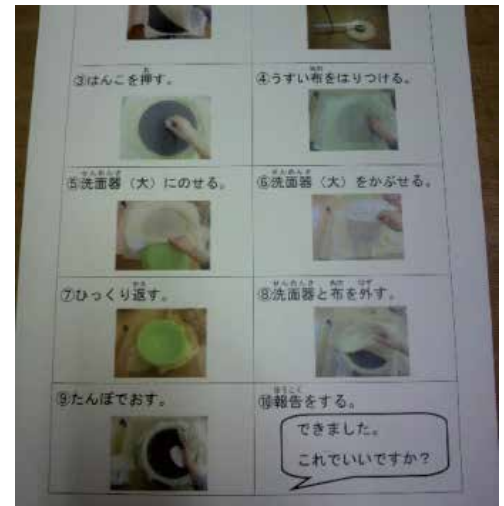 ③はんこを押す。
④うすい布をはりつける。
⑤洗面器（大）にのせる。
⑥洗面器（大）をかぶせる。
⑦ひっくり返す。
⑧洗面器と布を外す。
⑨たんぽでおす。
⑩報告をする。
できました。
これでいいですか？